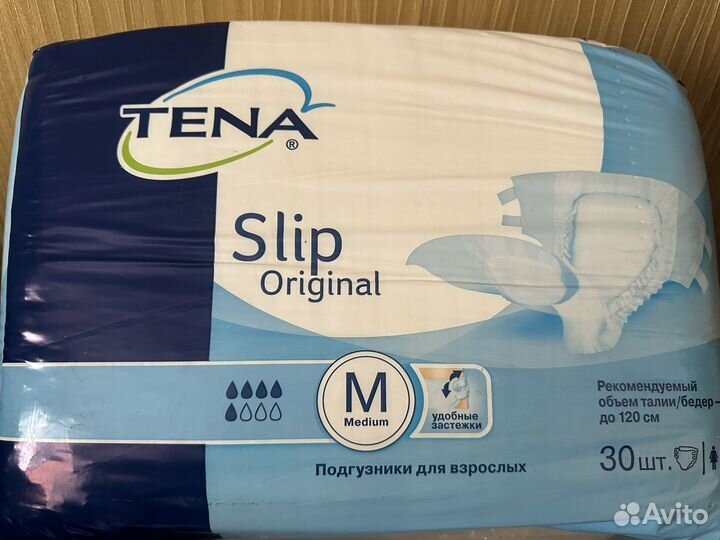 TENA
®
Slip
Original
M
Medium
удобные
застежки
Рекомендуемый
объем талии/бедер –
до 120 см
Подгузники для взрослых
30 шт.
Avito